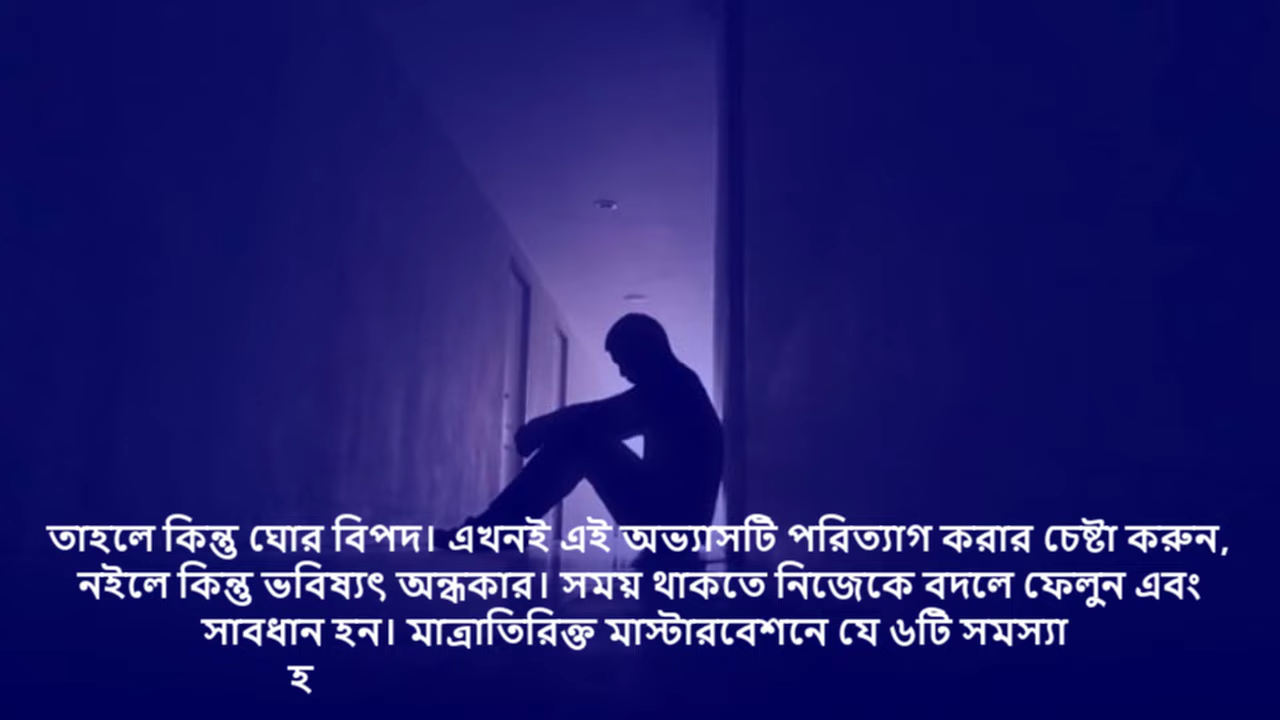 তাহলে কিন্তু ঘোর বিপদ। এখনই এই অভ্যাসটি পরিত্যাগ করার চেষ্টা করুন,
নইলে কিন্তু ভবিষ্যৎ অন্ধকার। সময় থাকতে নিজেকে বদলে ফেলুন এবং
সাবধান হন। মাত্রাতিরিক্ত মাস্টারবেশনে যে ৬টি সমস্যা
হ